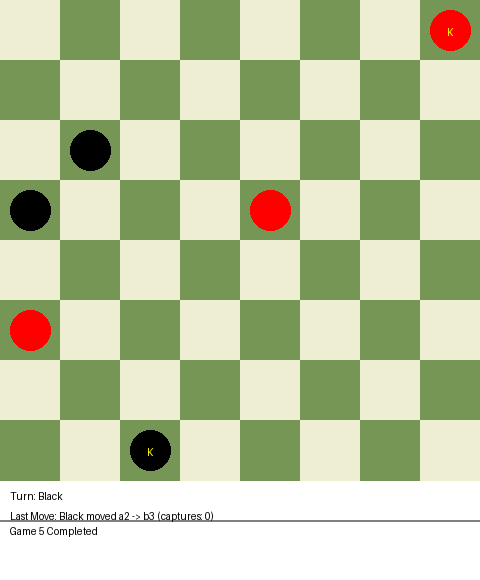 K
K
Turn: Black
Last Move: Black moved a2 -> b3 (captures: 0)
Game 5 Completed